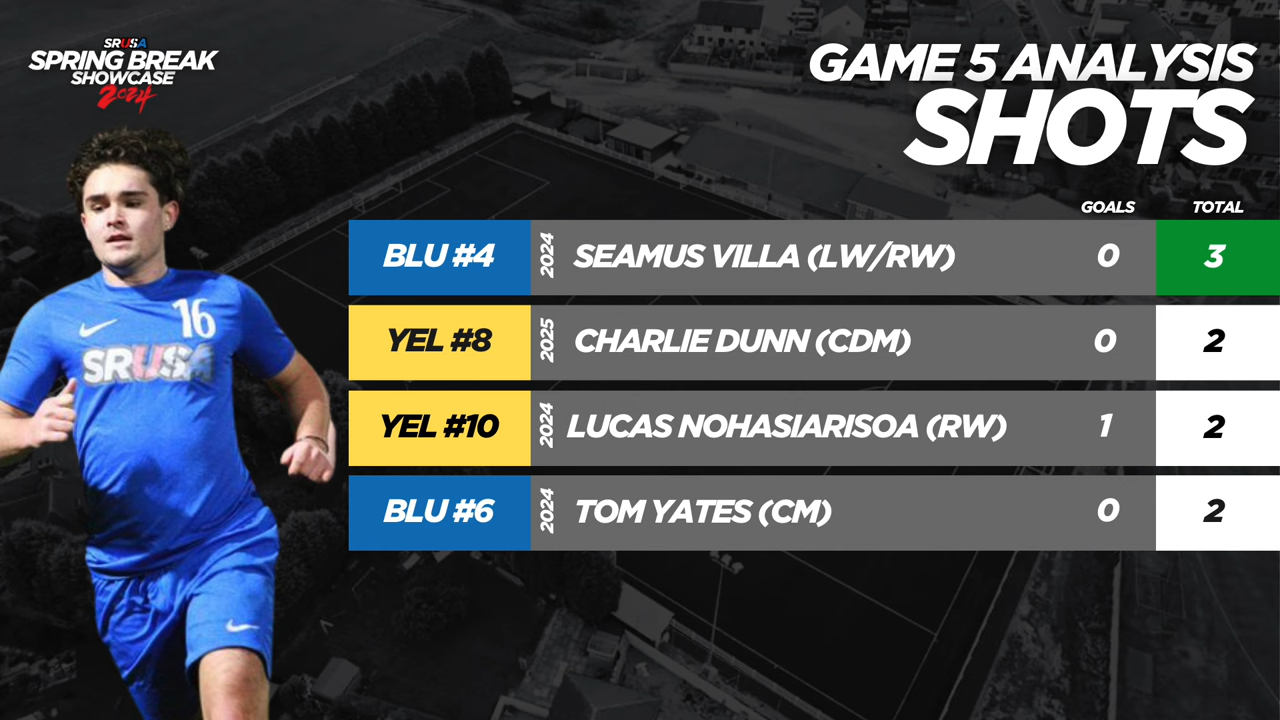 SRUSA
SPRING BREAK
SHOWCASE
2024
GAME 5 ANALYSIS
SHOTS
GOALS TOTAL
BLU #4 2024 SEAMUS VILLA (LW/RW) 0 3
YEL #8 2025 CHARLIE DUNN (CDM) 0 2
YEL #10 2024 LUCAS NOHASIARISOA (RW) 1 2
BLU #6 2024 TOM YATES (CM) 0 2
16
SRUSA